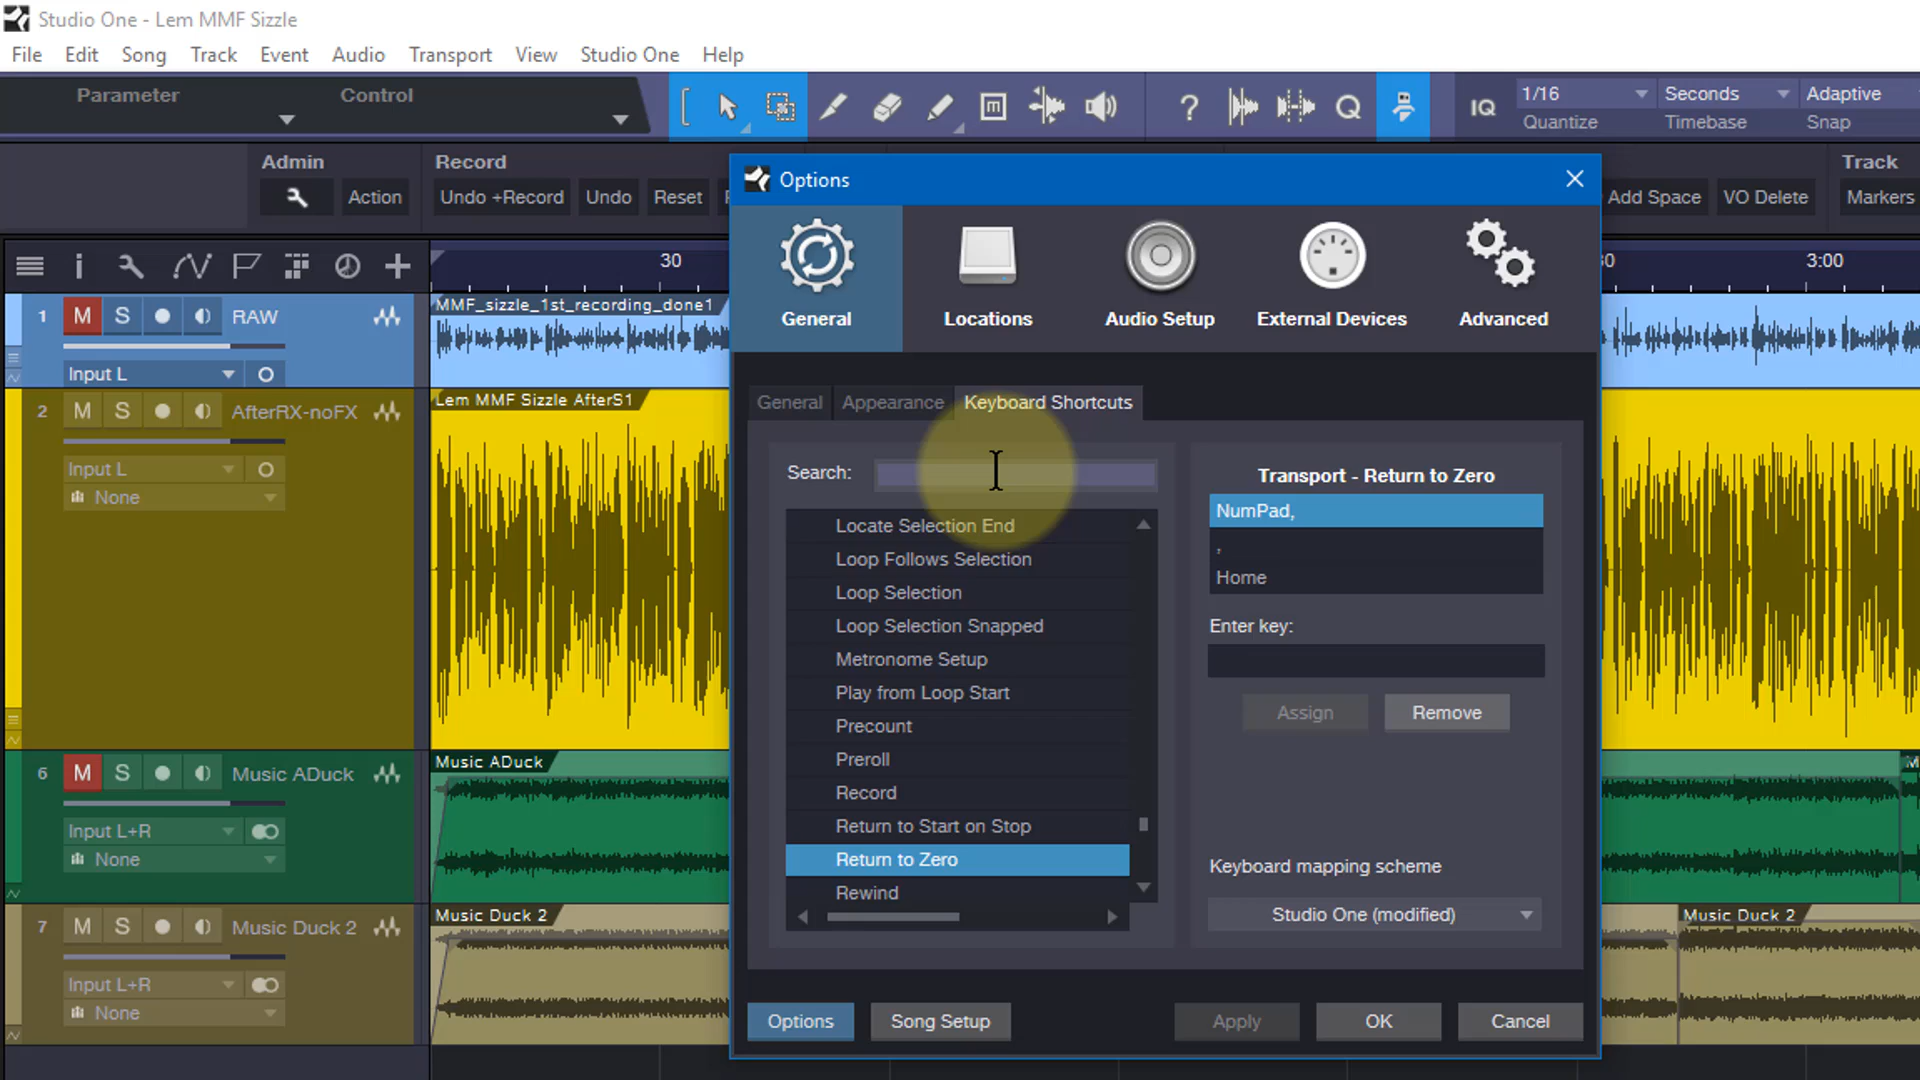 Studio One - Lem MMF Sizzle
File Edit Song Track Event Audio Transport View Studio One Help
Parameter Control
? Q IQ 1/16 Seconds Adaptive
Quantize Timebase Snap
Admin Record Track
Action Undo +Record Undo Reset Add Space VO Delete Markers
Options
General Locations Audio Setup External Devices Advanced
30 3:00
1 M S RAW
MMF_sizzle_1st_recording_done1
Input L
2 M S AfterRX-noFX
Lem MMF Sizzle AfterS1
Input L
None
6 M S Music ADuck
Music ADuck
Input L+R
None
7 M S Music Duck 2
Music Duck 2
Music Duck 2
Input L+R
None
General Appearance Keyboard Shortcuts
Search:
Locate Selection End
Loop Follows Selection
Loop Selection
Loop Selection Snapped
Metronome Setup
Play from Loop Start
Precount
Preroll
Record
Return to Start on Stop
Return to Zero
Rewind
Transport - Return to Zero
NumPad,
,
Home
Enter key:
Assign Remove
Keyboard mapping scheme
Studio One (modified)
Options Song Setup Apply OK Cancel